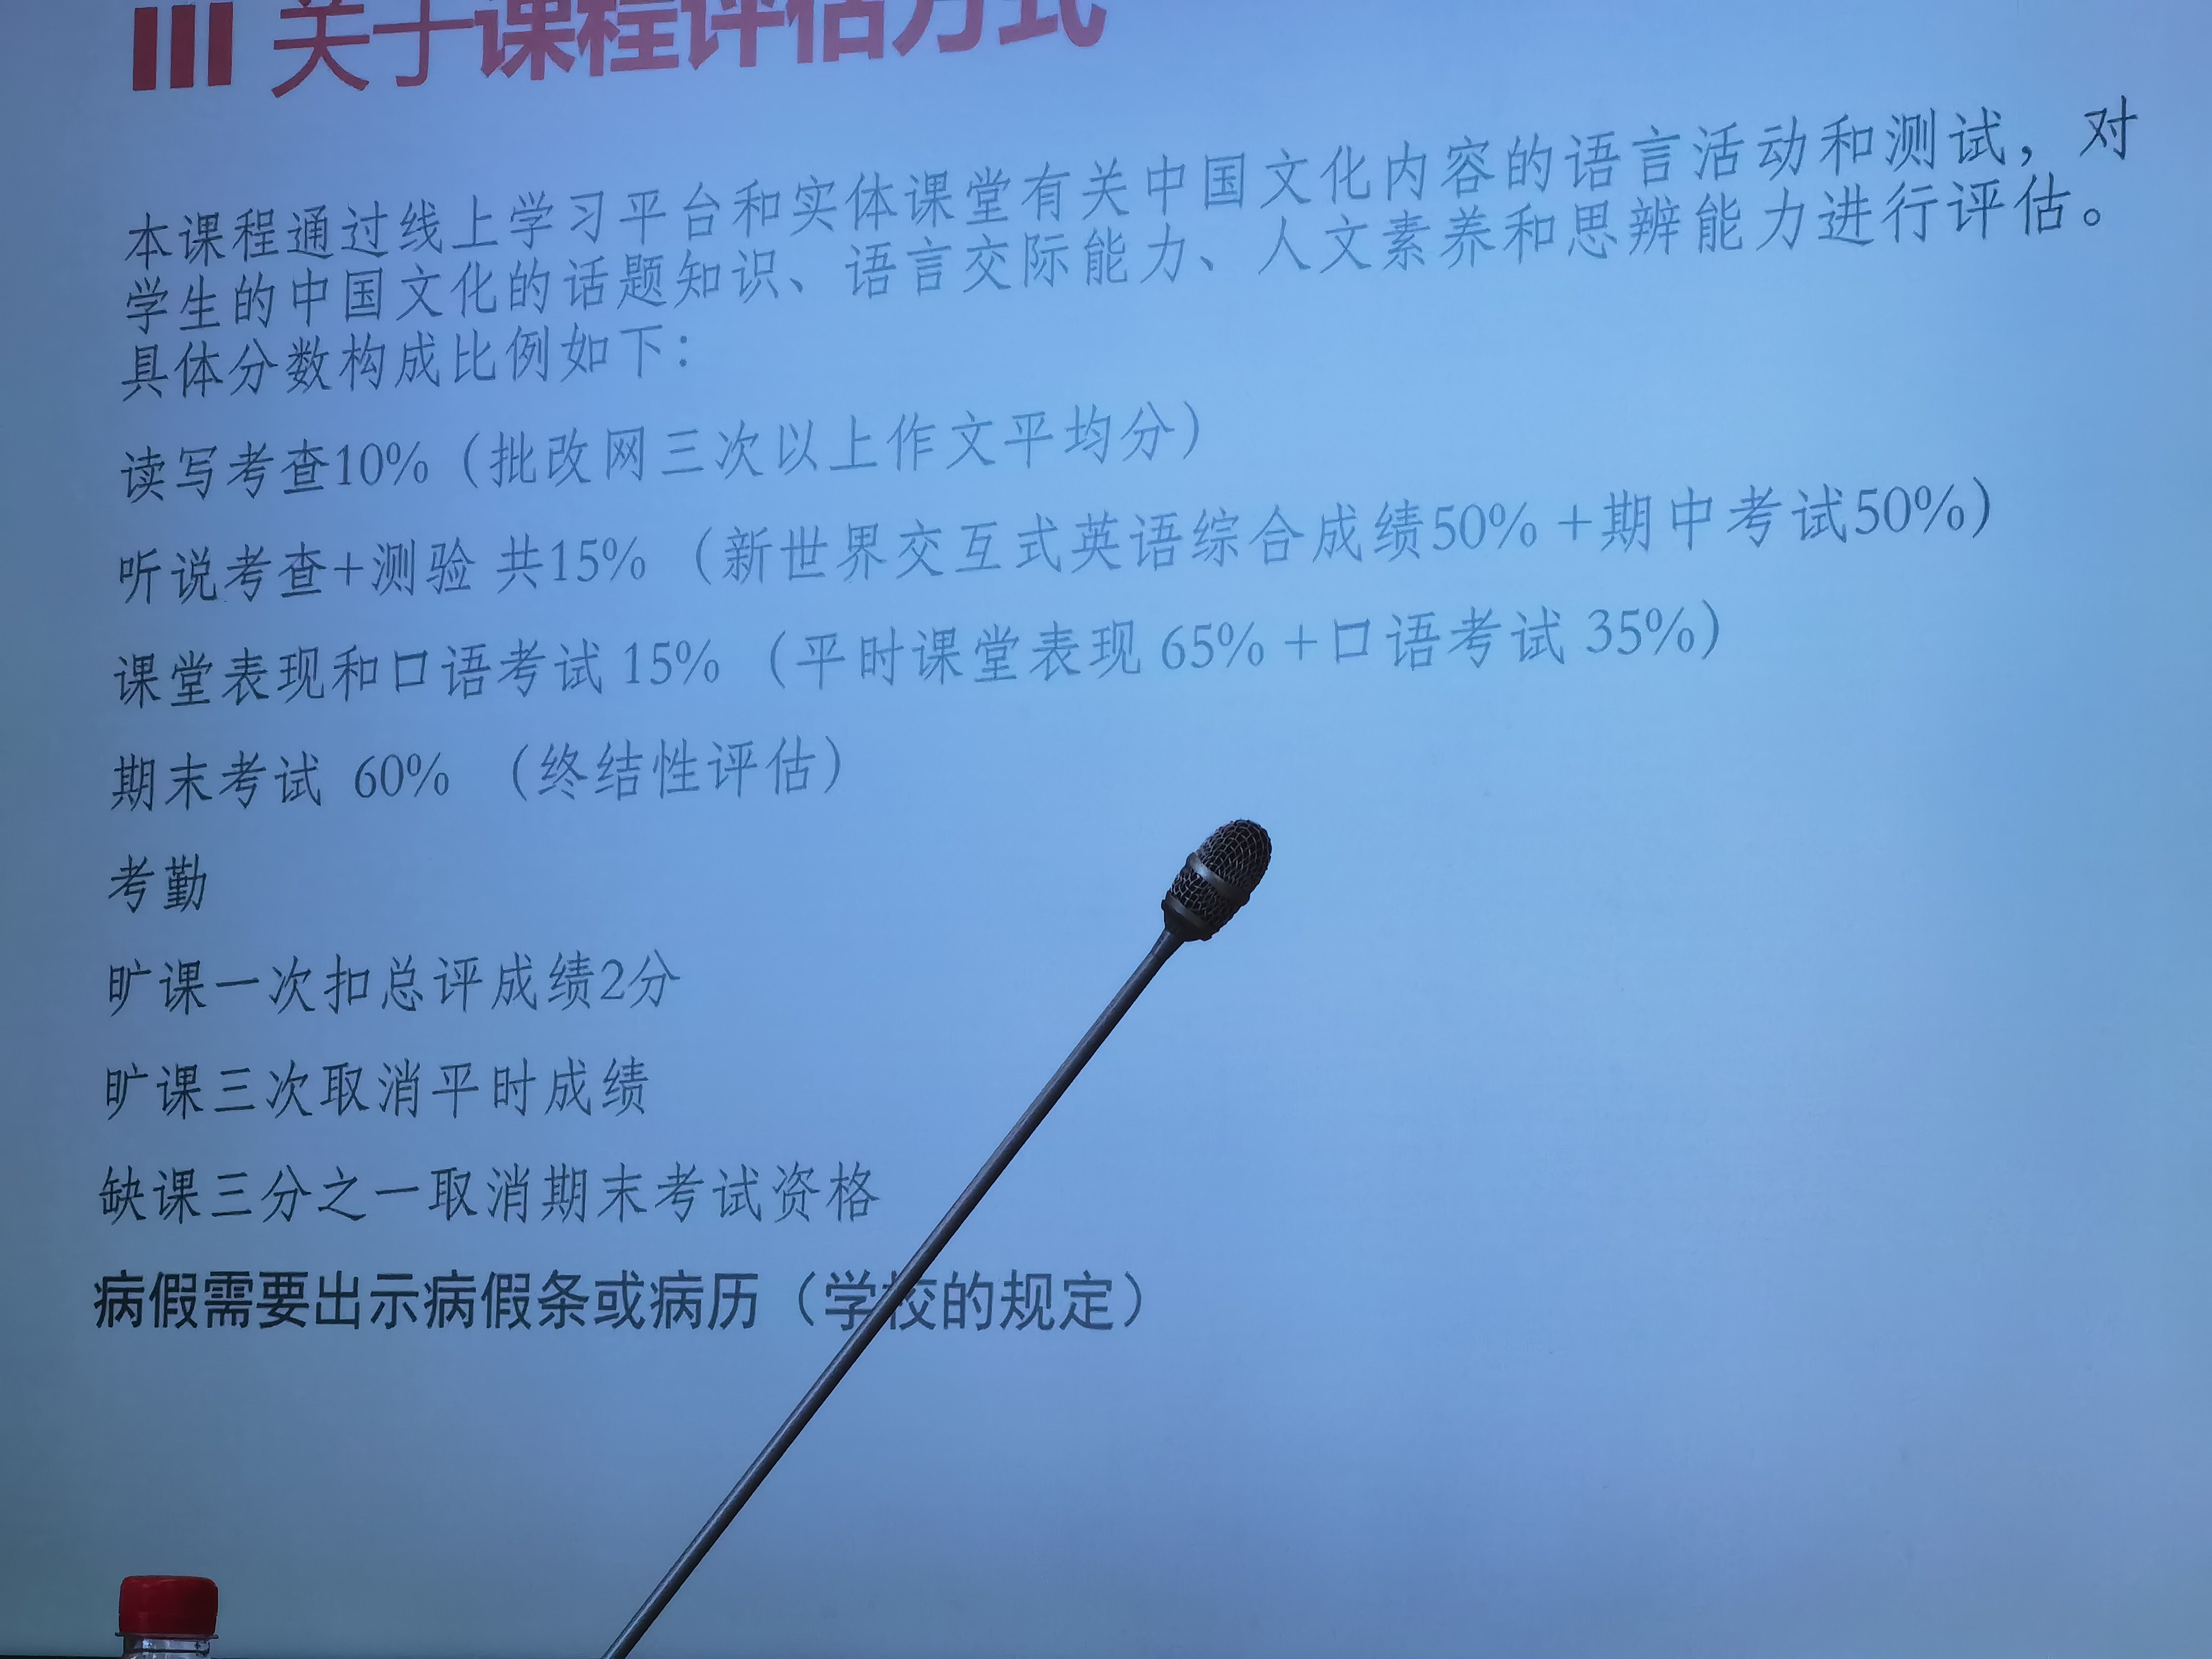 关于课程评估方式
本课程通过线上学习平台和实体课堂有关中国文化内容的语言活动和测试，对
学生的中国文化的话题知识、语言交际能力、人文素养和思辨能力进行评估。
具体分数构成比例如下：
读写考查10%（批改网三次以上作文平均分）
听说考查+测验 共15% （新世界交互式英语综合成绩50% +期中考试50%）
课堂表现和口语考试 15% （平时课堂表现 65% +口语考试 35%）
期末考试 60% （终结性评估）
考勤
旷课一次扣总评成绩2分
旷课三次取消平时成绩
缺课三分之一取消期末考试资格
病假需要出示病假条或病历（学校的规定）